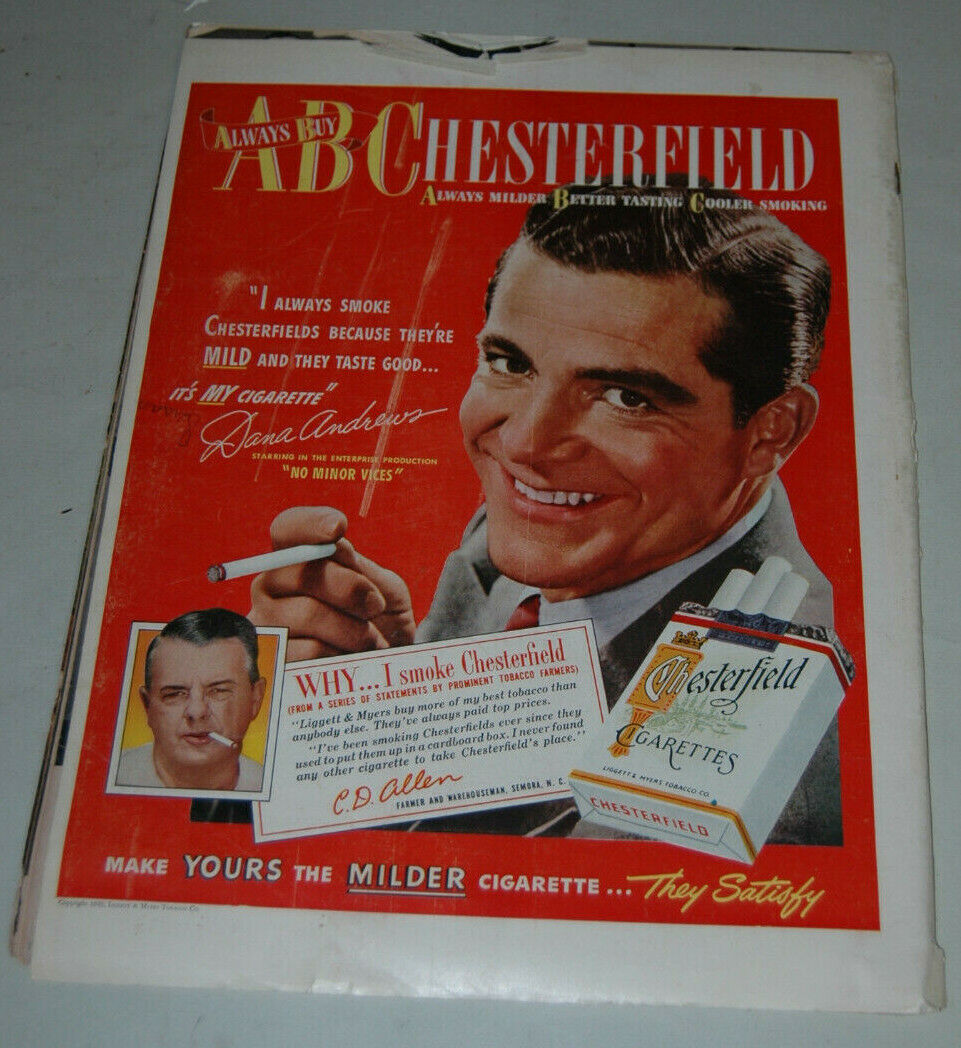 ALWAYS BUY
ABCHESTERFIELD
ALWAYS MILDER BETTER TASTING COOLER SMOKING
"I ALWAYS SMOKE
CHESTERFIELDS BECAUSE THEY'RE
MILD AND THEY TASTE GOOD...
IT'S MY CIGARETTE"
Dana Andrews
STARRING IN THE ENTERPRISE PRODUCTION
"NO MINOR VICES"
WHY...I smoke Chesterfield
(FROM A SERIES OF STATEMENTS BY PROMINENT TOBACCO FARMERS)
"Liggett & Myers buy more of my best tobacco than
anybody else. They've always paid top prices.
"I've been smoking Chesterfields ever since they
used to put them up in a cardboard box. I never found
any other cigarette to take Chesterfield's place."
C.D. Allen
FARMER AND WAREHOUSEMAN, SEMORA, N. C.
Chesterfield
CIGARETTES
LIGGETT & MYERS TOBACCO CO.
CHESTERFIELD
MAKE YOURS THE MILDER CIGARETTE... They Satisfy
Copyright LIGGETT & MYERS TOBACCO CO.